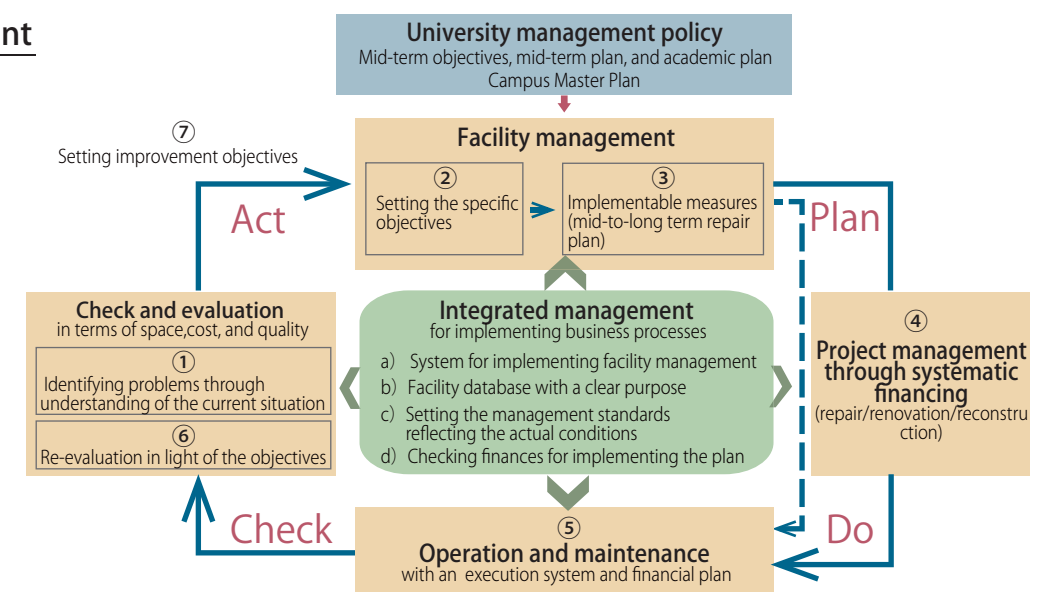 nt
University management policy
Mid-term objectives, mid-term plan, and academic plan
Campus Master Plan
⑦
Setting improvement objectives
Facility management
②
Setting the specific
objectives
③
Implementable measures
(mid-to-long term repair
plan)
Act
Plan
Check and evaluation
in terms of space,cost, and quality
①
Identifying problems through
understanding of the current situation
⑥
Re-evaluation in light of the objectives
Integrated management
for implementing business processes
a) System for implementing facility management
b) Facility database with a clear purpose
c) Setting the management standards
reflecting the actual conditions
d) Checking finances for implementing the plan
④
Project management
through systematic
financing
(repair/renovation/reconstru
ction)
Check
Do
⑤
Operation and maintenance
with an execution system and financial plan